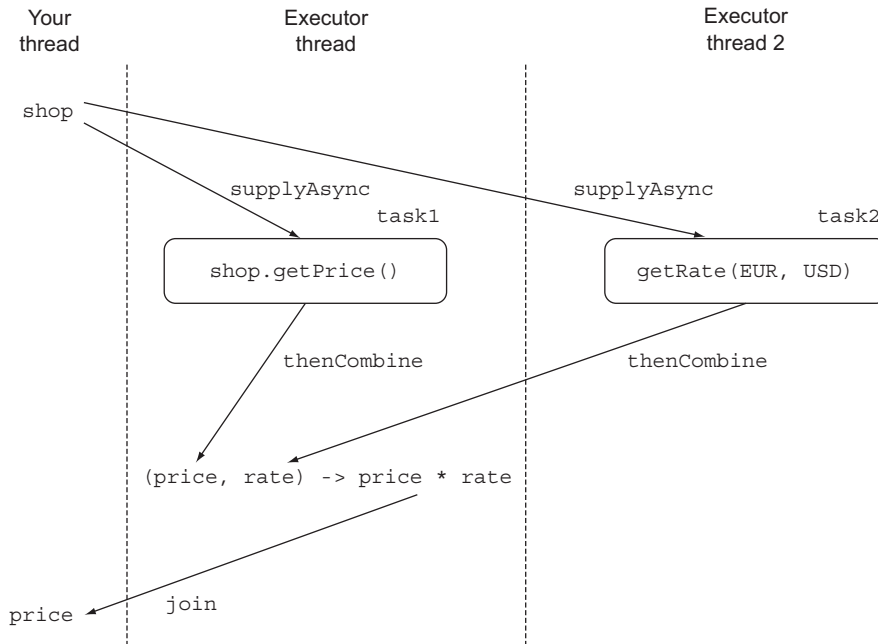 Your
thread
Executor
thread
Executor
thread 2
shop
supplyAsync
supplyAsync
task1
task2
shop.getPrice()
getRate(EUR, USD)
thenCombine
thenCombine
(price, rate) -> price * rate
price
join